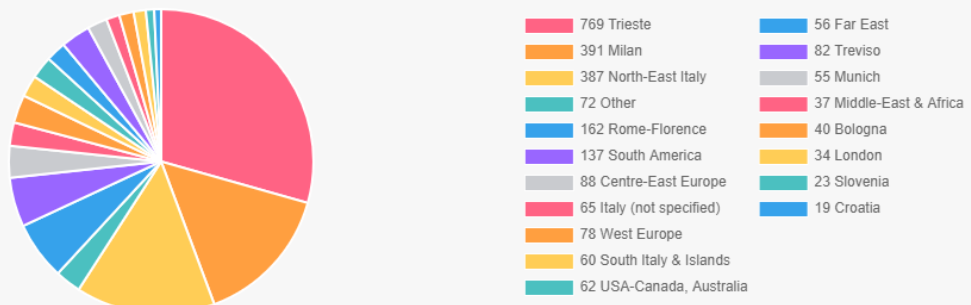 769 Trieste
391 Milan
387 North-East Italy
72 Other
162 Rome-Florence
137 South America
88 Centre-East Europe
65 Italy (not specified)
78 West Europe
60 South Italy & Islands
62 USA-Canada, Australia
56 Far East
82 Treviso
55 Munich
37 Middle-East & Africa
40 Bologna
34 London
23 Slovenia
19 Croatia